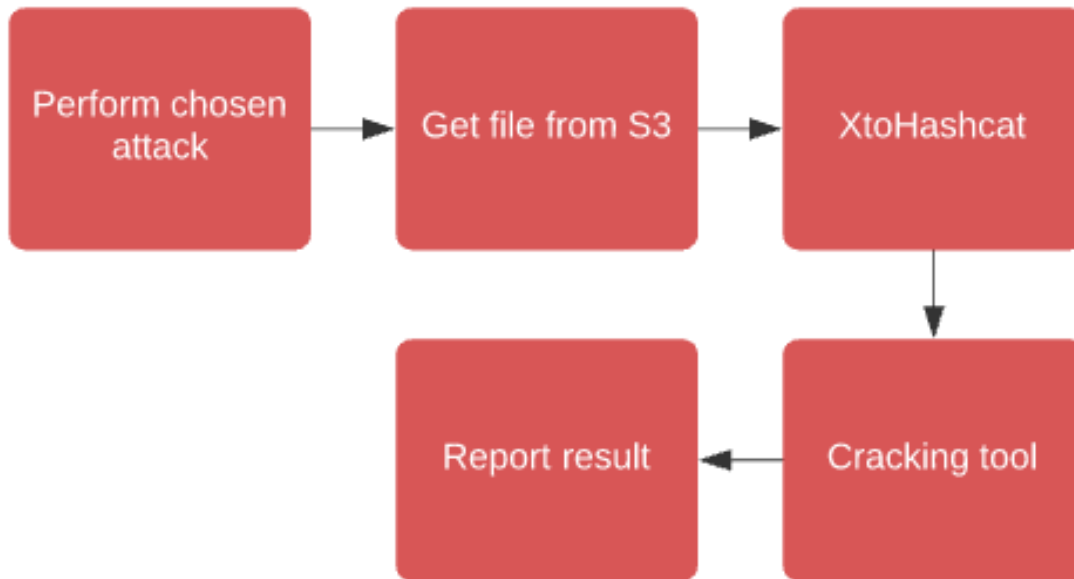 Perform chosen
attack
Get file from S3
XtoHashcat
Cracking tool
Report result